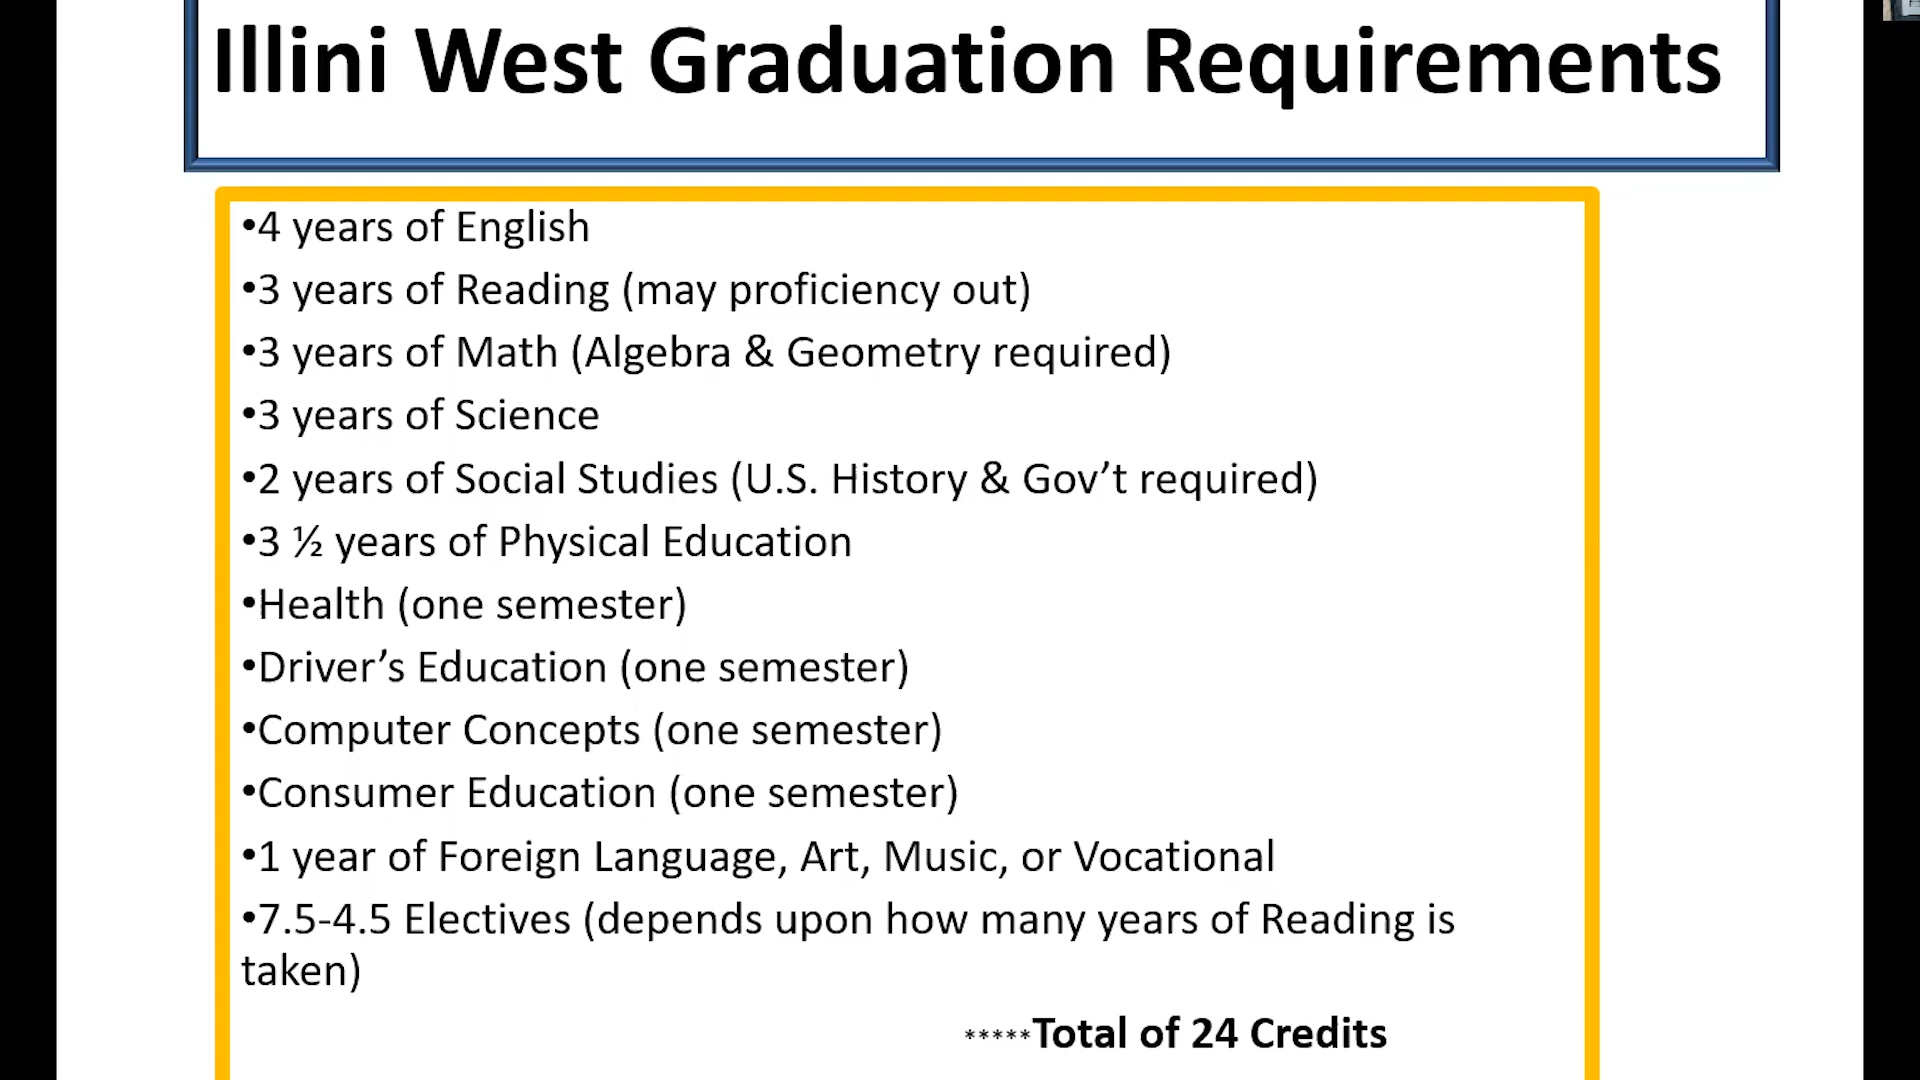 Illini West Graduation Requirements
•4 years of English
•3 years of Reading (may proficiency out)
•3 years of Math (Algebra & Geometry required)
•3 years of Science
•2 years of Social Studies (U.S. History & Gov’t required)
•3 ½ years of Physical Education
•Health (one semester)
•Driver’s Education (one semester)
•Computer Concepts (one semester)
•Consumer Education (one semester)
•1 year of Foreign Language, Art, Music, or Vocational
•7.5-4.5 Electives (depends upon how many years of Reading is
taken)
*****Total of 24 Credits